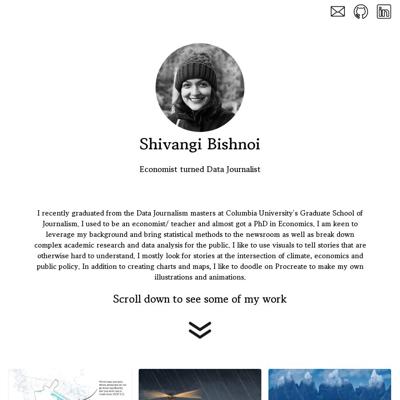 Shivangi Bishnoi
Economist turned Data Journalist
I recently graduated from the Data Journalism masters at Columbia University's Graduate School of
Journalism, I used to be an economist/ teacher and almost got a PhD in Economics. I am keen to
leverage my background and bring statistical methods to the newsroom as well as break down
complex academic research and data analysis for the public. I like to use visuals to tell stories that are
otherwise hard to understand. I mostly look for stories at the intersection of climate, economics and
public policy. In addition to creating charts and maps, I like to doodle on Procreate to make my own
illustrations and animations.
Scroll down to see some of my work